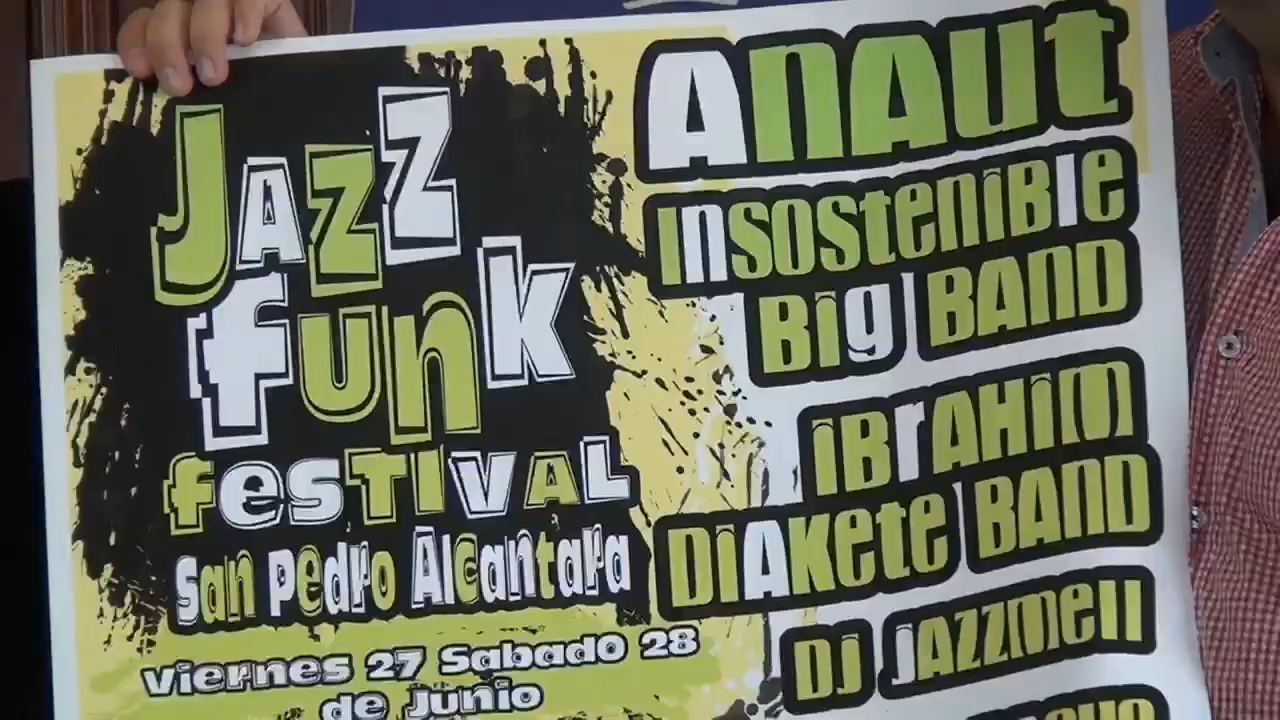 Jazz
funk
festival
San Pedro Alcantara
Viernes 27 Sabado 28
de Junio
Anaut
Insostenible
Big Band
Ibrahim
Diakete Band
DJ Jazzmell